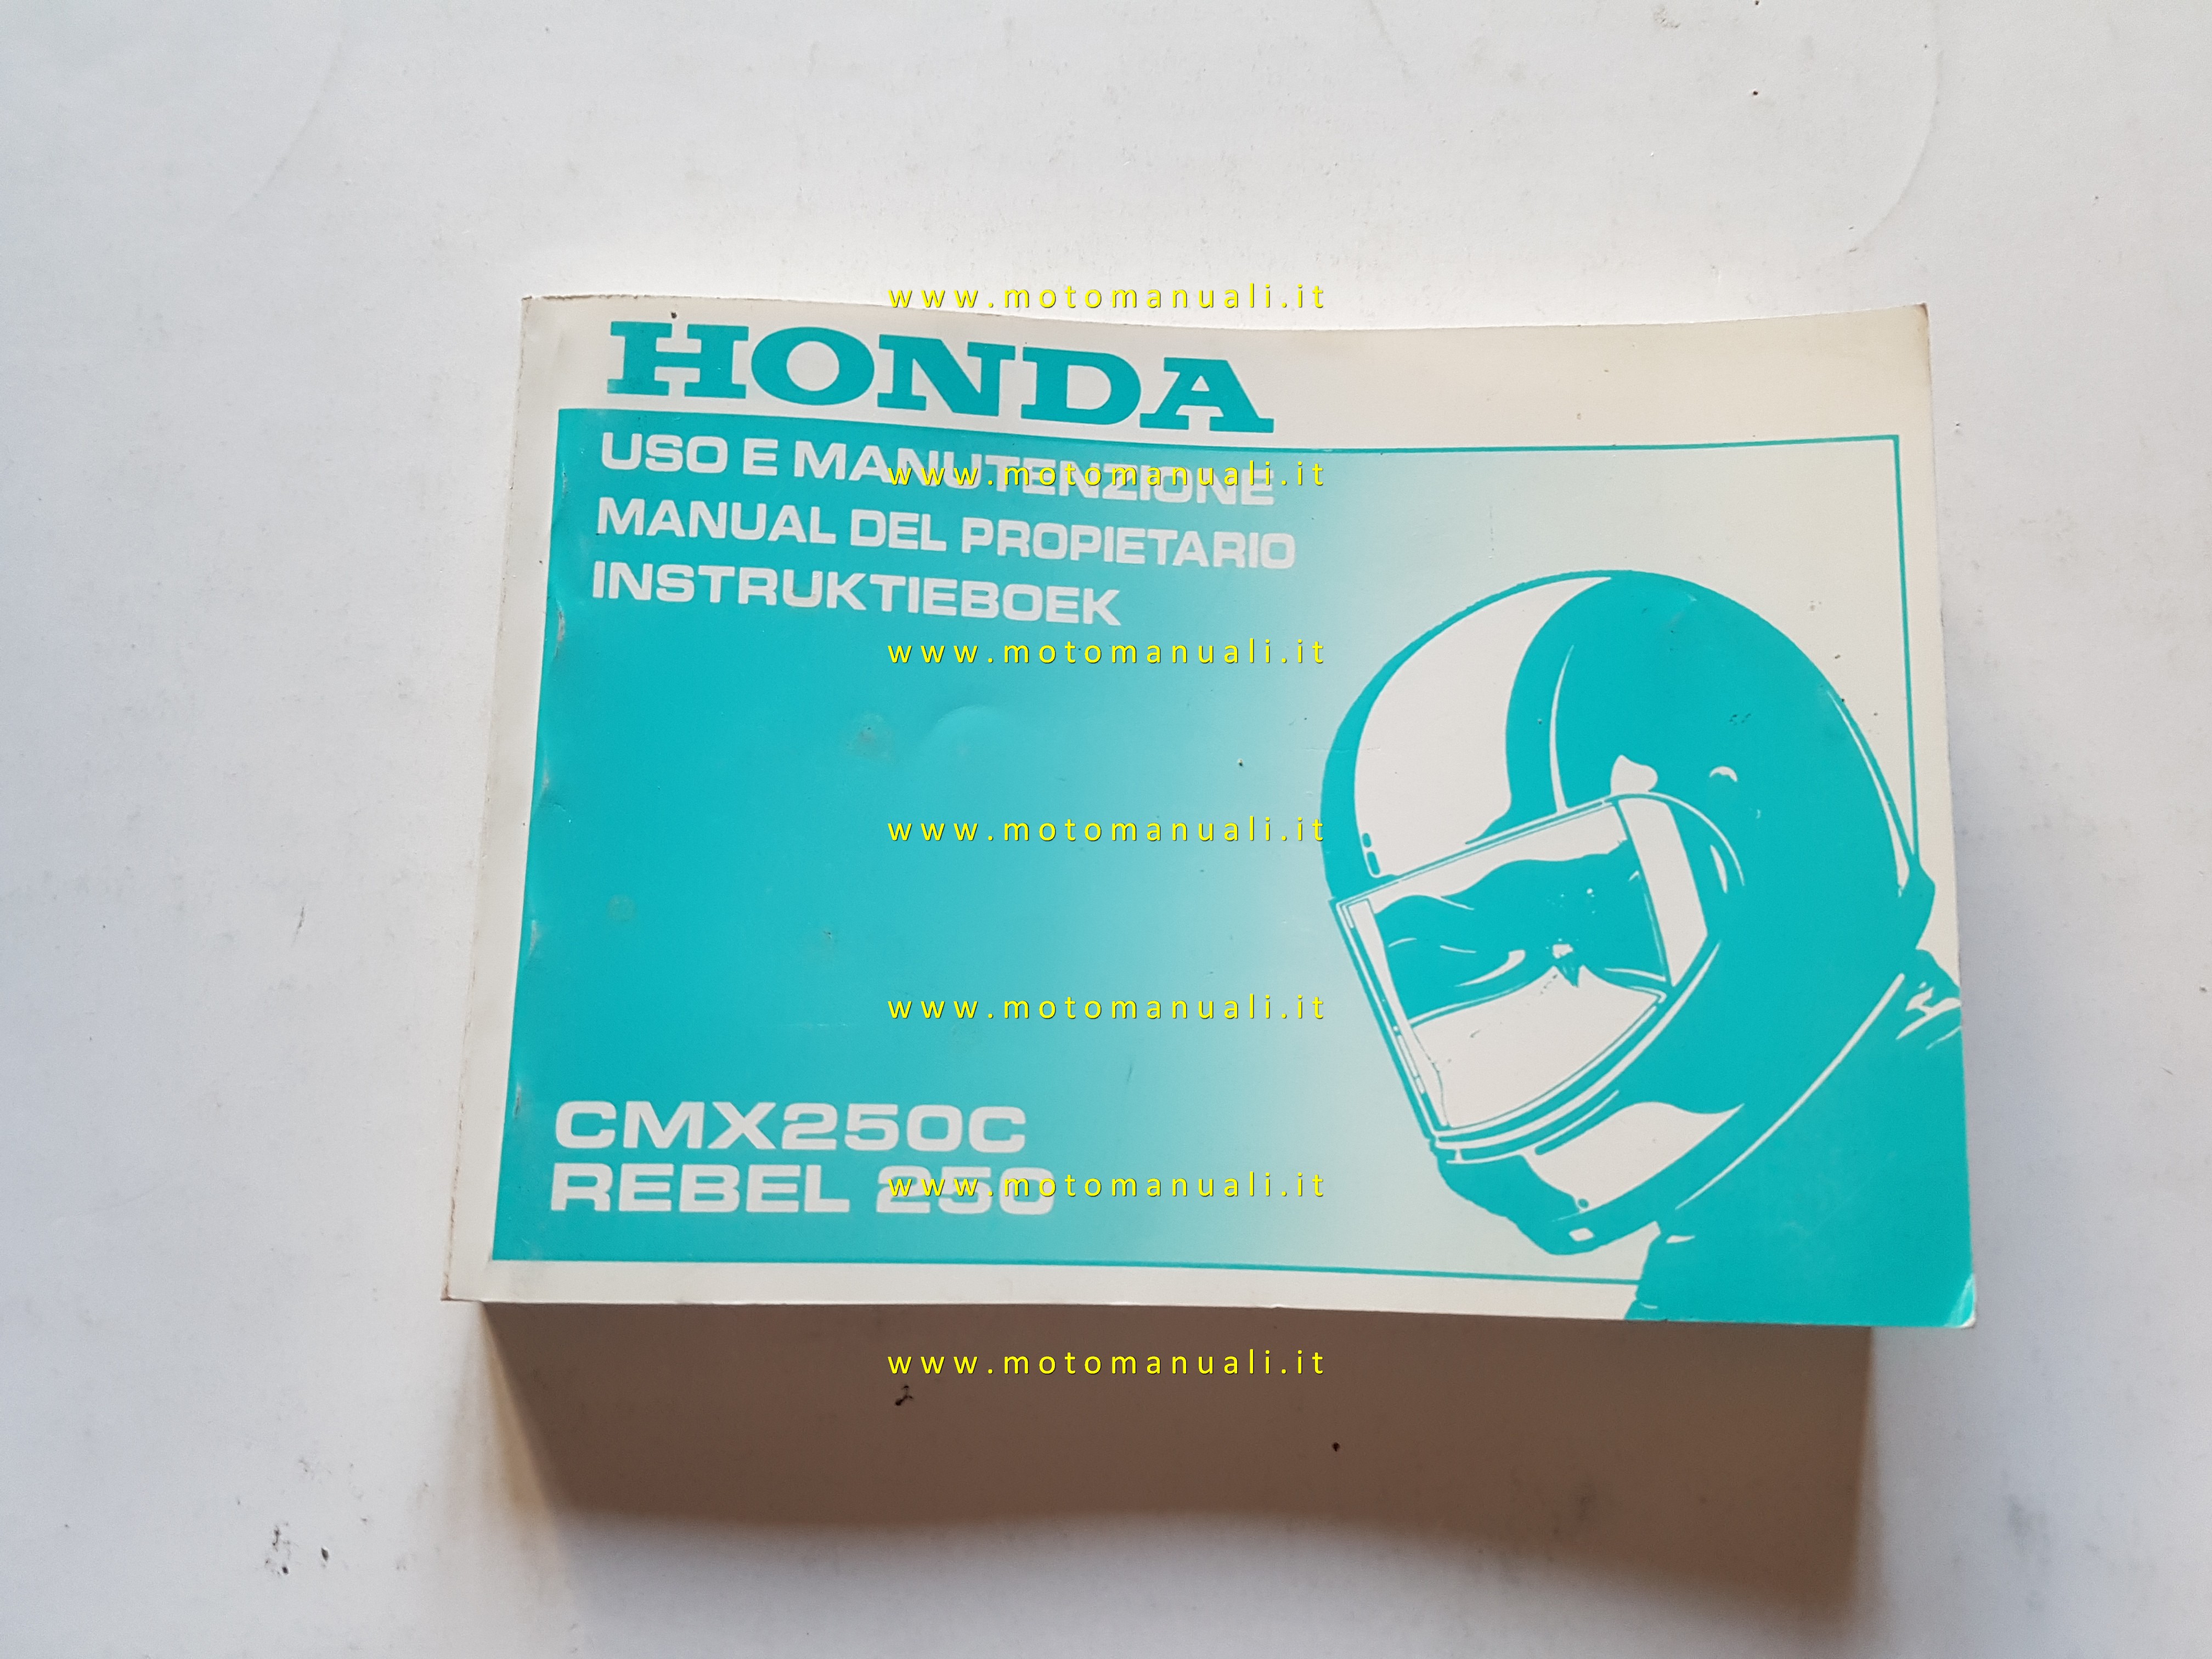 www.motomanuali.it
HONDA
USO E MANUTENZIONE
www.motomanuali.it
MANUAL DEL PROPIETARIO
INSTRUKTIEBOEK
www.motomanuali.it
www.motomanuali.it
www.motomanuali.it
CMX250C
REBEL 250
www.motomanuali.it
www.motomanuali.it